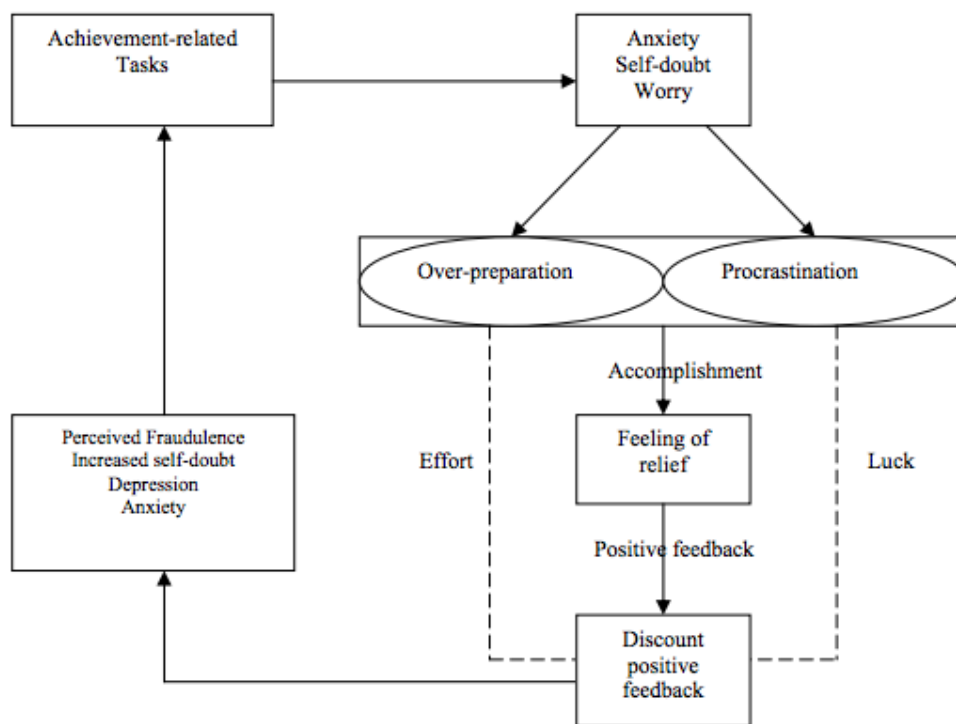 Achievement-related
Tasks
Anxiety
Self-doubt
Worry
Over-preparation
Procrastination
Accomplishment
Perceived Fraudulence
Increased self-doubt
Depression
Anxiety
Effort
Feeling of
relief
Luck
Positive feedback
Discount
positive
feedback